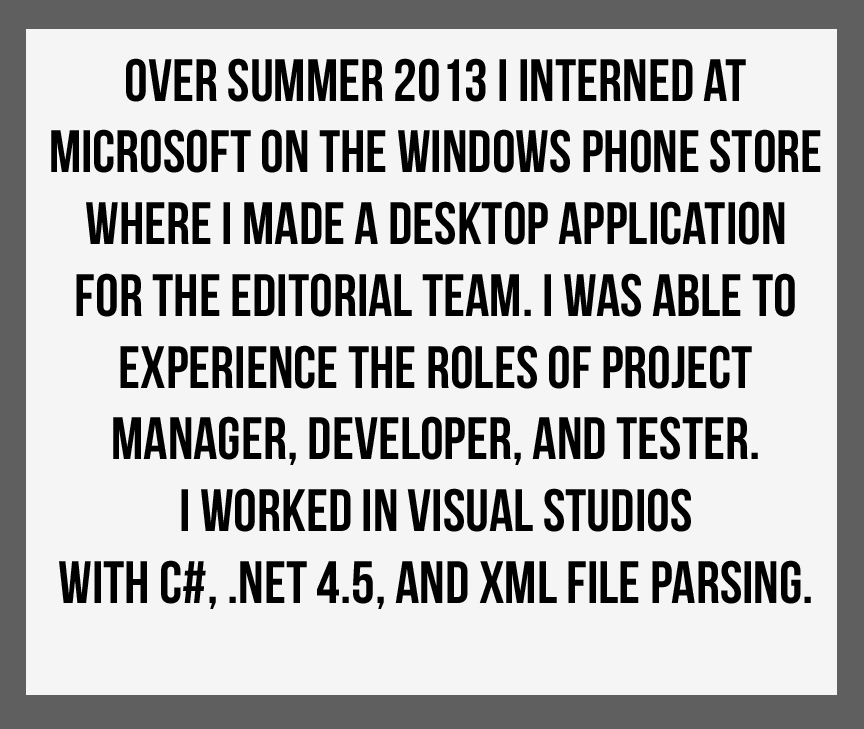 OVER SUMMER 2013 I INTERNED AT
MICROSOFT ON THE WINDOWS PHONE STORE
WHERE I MADE A DESKTOP APPLICATION
FOR THE EDITORIAL TEAM. I WAS ABLE TO
EXPERIENCE THE ROLES OF PROJECT
MANAGER, DEVELOPER, AND TESTER.
I WORKED IN VISUAL STUDIOS
WITH C#, .NET 4.5, AND XML FILE PARSING.